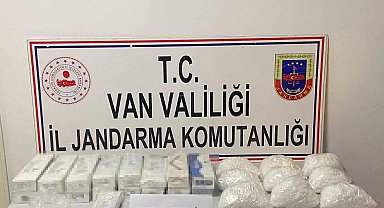 T.C.
VAN VALİLİĞİ
İL JANDARMA KOMUTANLIĞI